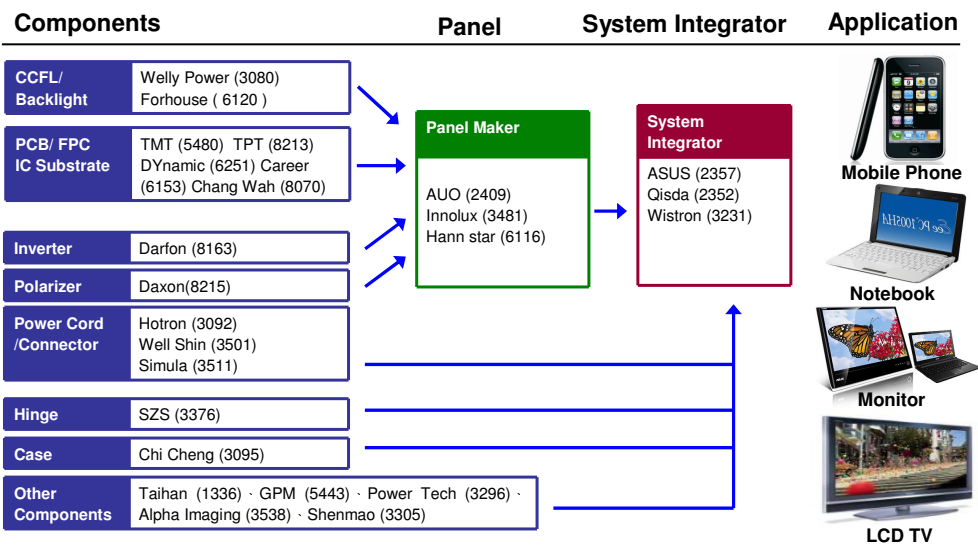 Components
Panel
System Integrator
Application
CCFL/
Backlight
Welly Power (3080)
Forhouse ( 6120 )
PCB/ FPC
IC Substrate
TMT (5480) TPT (8213)
DYnamic (6251) Career
(6153) Chang Wah (8070)
Inverter
Darfon (8163)
Polarizer
Daxon(8215)
Power Cord
/Connector
Hotron (3092)
Well Shin (3501)
Simula (3511)
Hinge
SZS (3376)
Case
Chi Cheng (3095)
Other
Components
Taihan (1336)、GPM (5443)、Power Tech (3296)、
Alpha Imaging (3538)、Shenmao (3305)
Panel Maker
AUO (2409)
Innolux (3481)
Hann star (6116)
System
Integrator
ASUS (2357)
Qisda (2352)
Wistron (3231)
Mobile Phone
Eee PC 1005HA
Notebook
Monitor
LCD TV